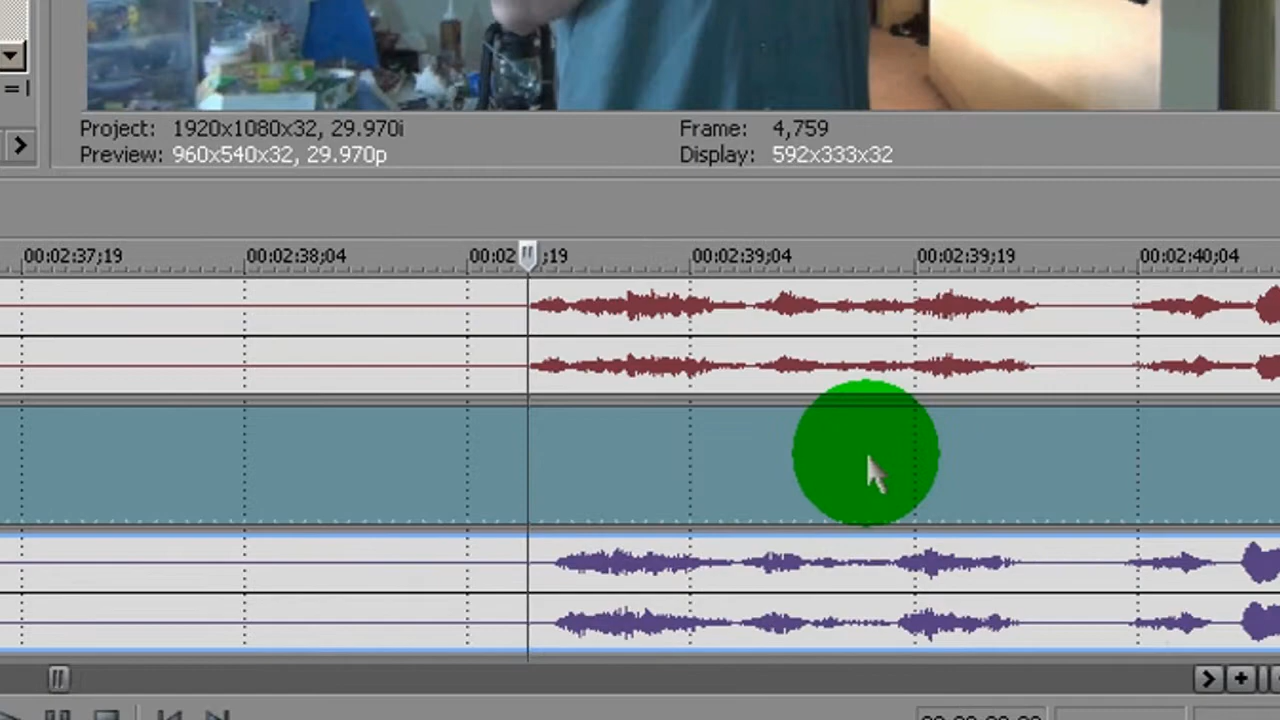 Project: 1920x1080x32, 29.970i
Frame: 4,759
Preview: 960x540x32, 29.970p
Display: 592x333x32
00:02:37;19 00:02:38;04 00:02 ;19 00:02:39;04 00:02:39;19 00:02:40;04